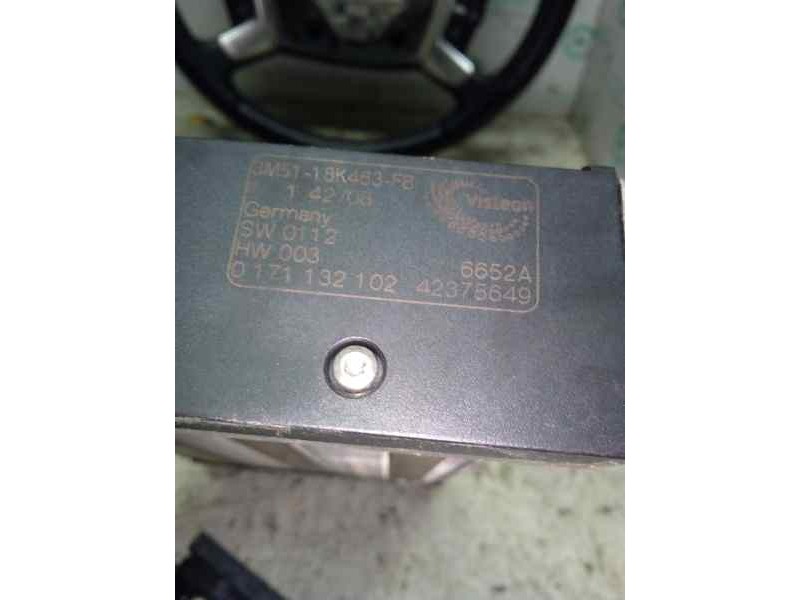 3M51-18K463-FB
1 42/08
Visteon
Germany
SW 0112
HW 003
6652A
0 171 132 102 42375649